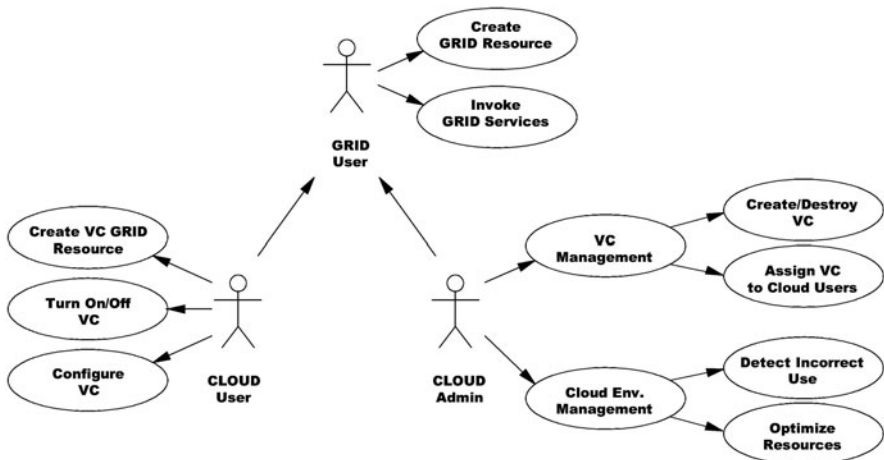 Create
GRID Resource
Invoke
GRID Services
GRID
User
Create VC GRID
Resource
Turn On/Off
VC
Configure
VC
CLOUD
User
CLOUD
Admin
VC
Management
Create/Destroy
VC
Assign VC
to Cloud Users
Cloud Env.
Management
Detect Incorrect
Use
Optimize
Resources